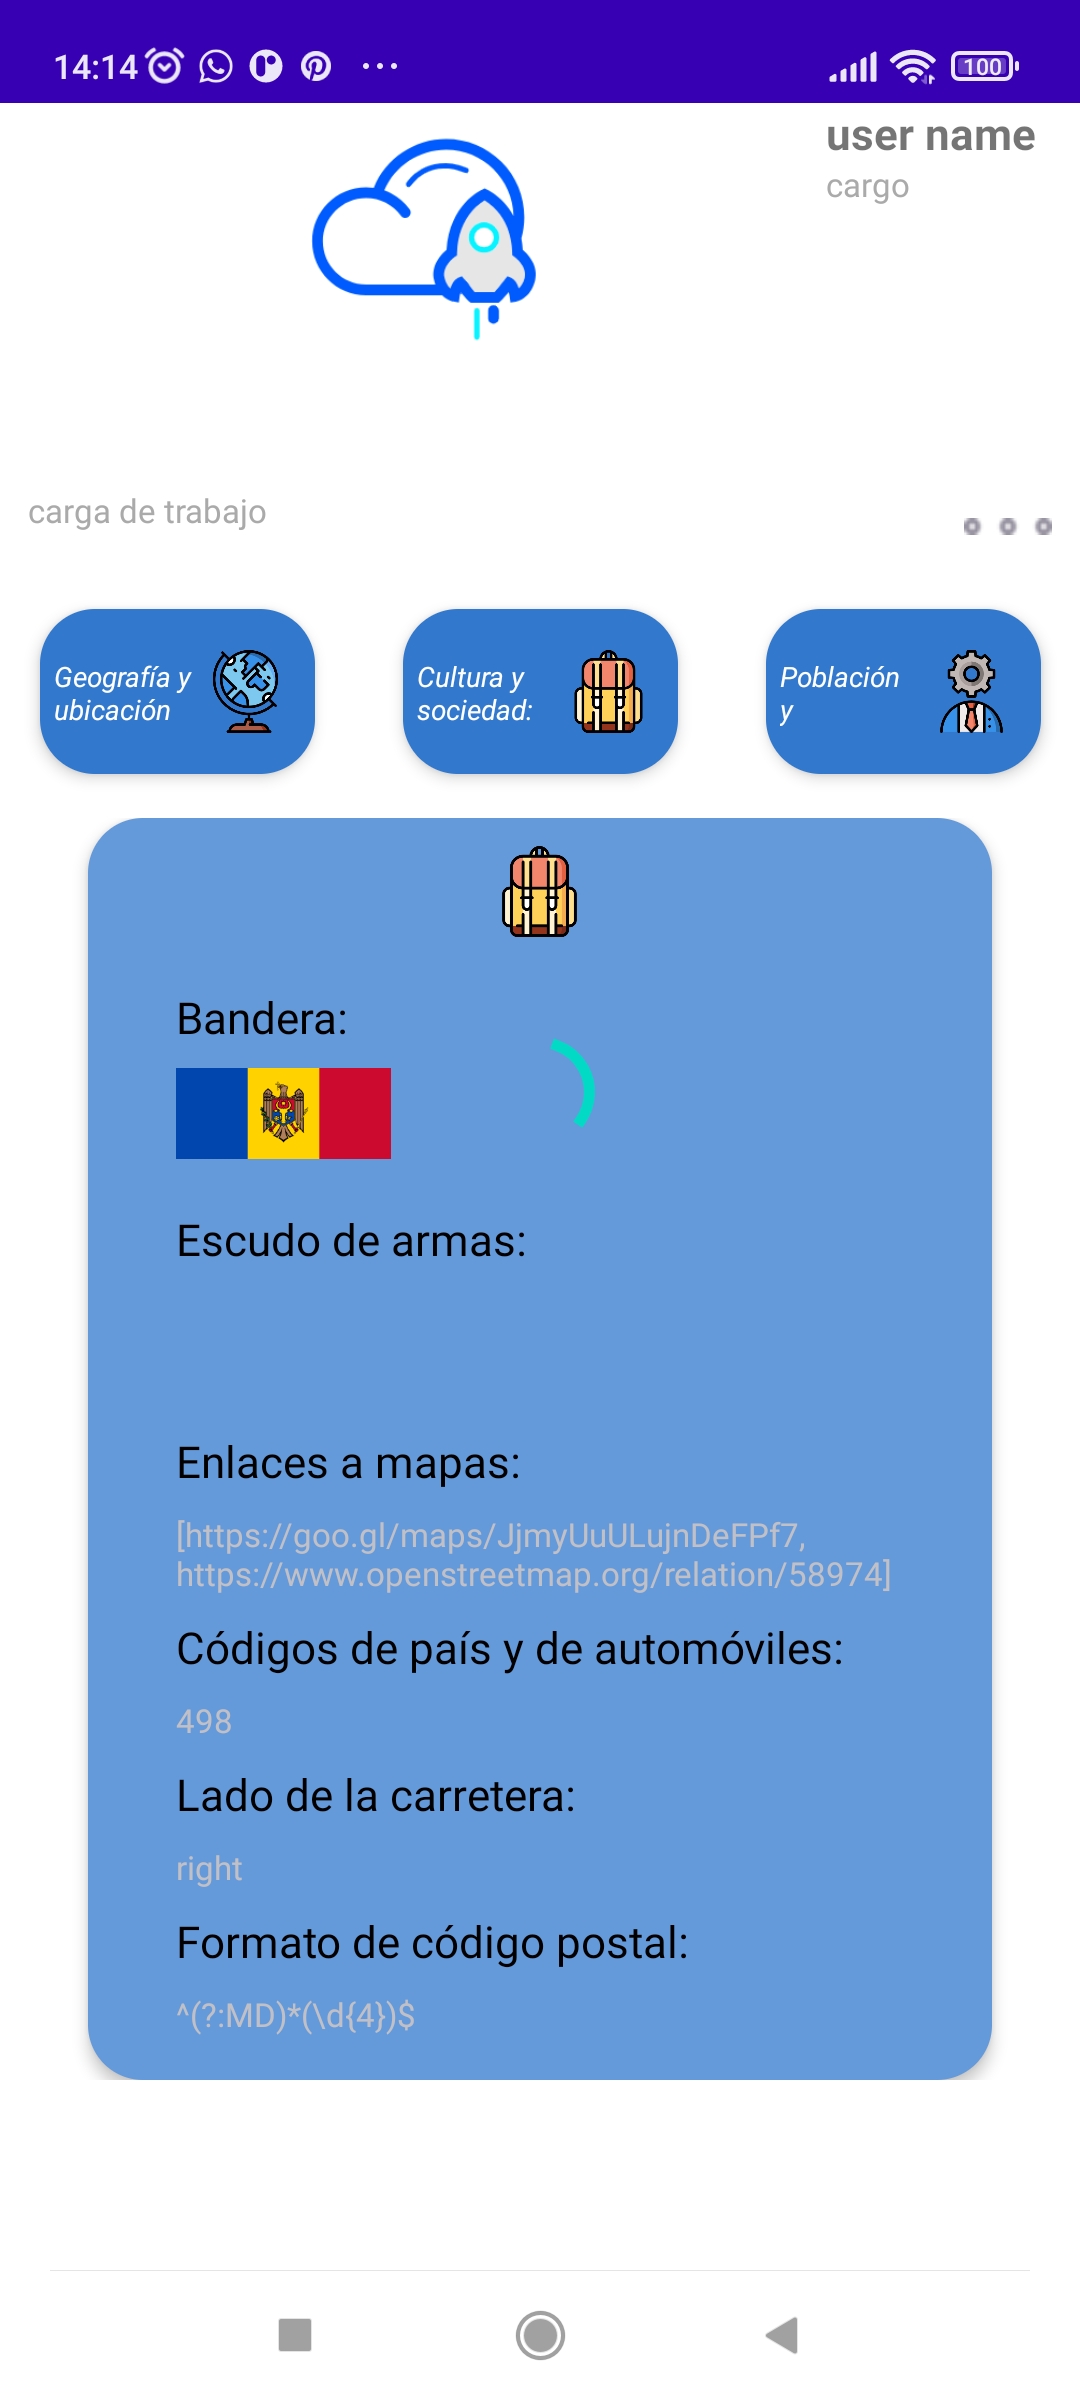 14:14
100
user name
cargo
carga de trabajo
Geografía y
ubicación
Cultura y
sociedad:
Población
y
Bandera:
Escudo de armas:
Enlaces a mapas:
[https://goo.gl/maps/JjmyUuULujnDeFPf7,
https://www.openstreetmap.org/relation/58974]
Códigos de país y de automóviles:
498
Lado de la carretera:
right
Formato de código postal:
^(?:MD)*(\d{4})$